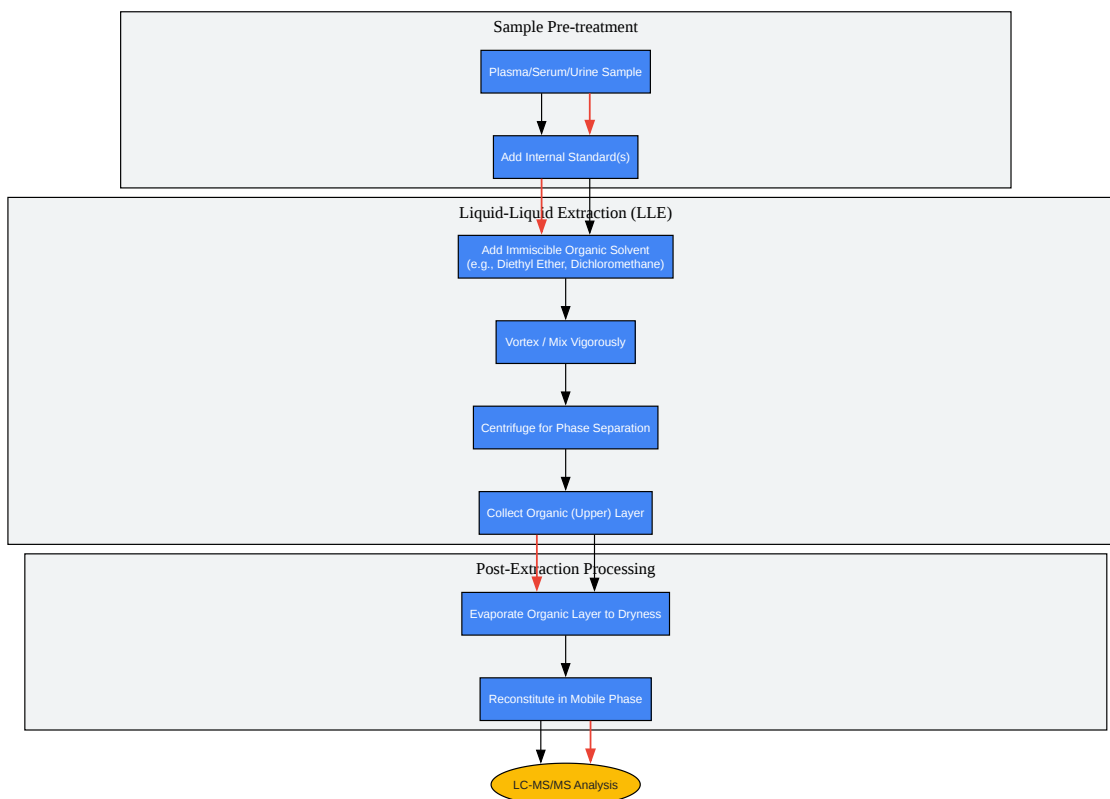 Sample Pre-treatment
Plasma/Serum/Urine Sample
Add Internal Standard(s)
Liquid-Liquid Extraction (LLE)
Add Immiscible Organic Solvent
(e.g., Diethyl Ether, Dichloromethane)
Vortex / Mix Vigorously
Centrifuge for Phase Separation
Collect Organic (Upper) Layer
Post-Extraction Processing
Evaporate Organic Layer to Dryness
Reconstitute in Mobile Phase
LC-MS/MS Analysis